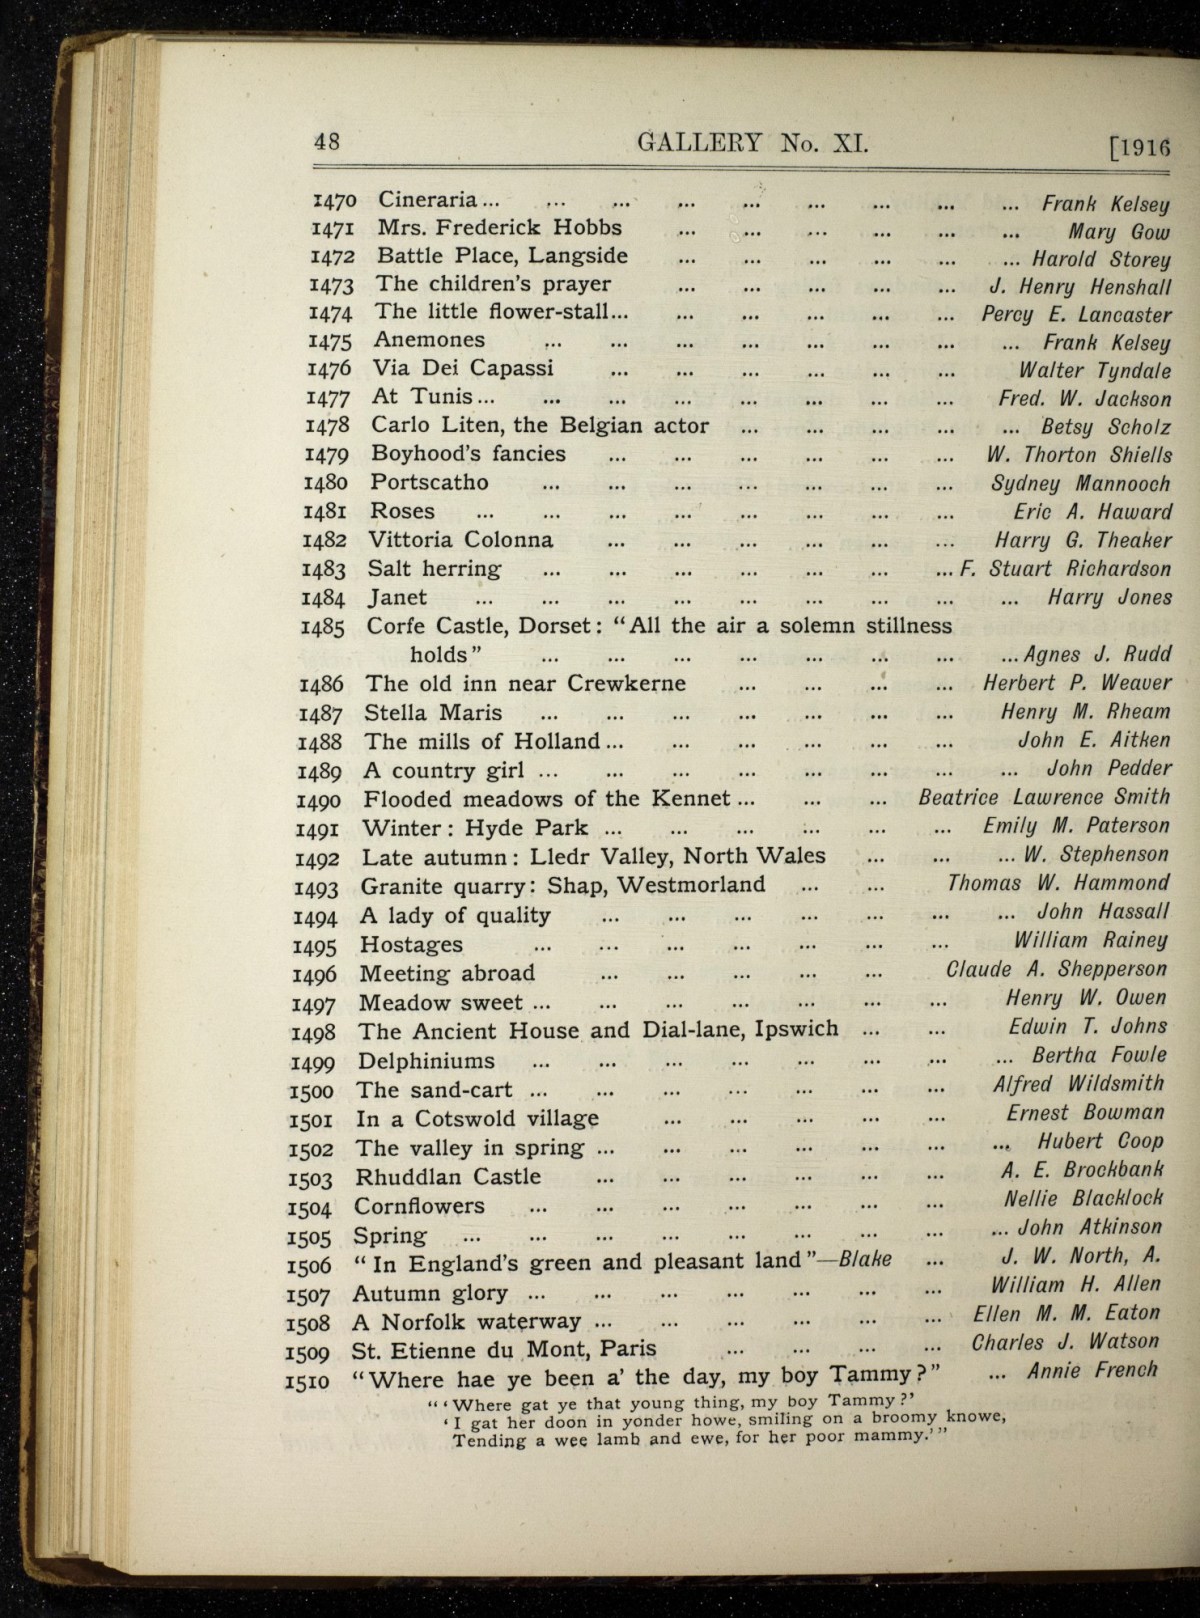 48 GALLERY No. XI. [1916
1470 Cineraria ... ... ... ... ... ... ... ... ... Frank Kelsey
1471 Mrs. Frederick Hobbs ... ... ... ... ... ... Mary Gow
1472 Battle Place, Langside ... ... ... ... ... ... Harold Storey
1473 The children's prayer ... ... ... ... ... J. Henry Henshall
1474 The little flower-stall ... ... ... ... ... ... Percy E. Lancaster
1475 Anemones ... ... ... ... ... ... ... ... Frank Kelsey
1476 Via Dei Capassi ... ... ... ... ... ... Walter Tyndale
1477 At Tunis ... ... ... ... ... ... ... ... Fred. W. Jackson
1478 Carlo Liten, the Belgian actor ... ... ... ... ... Betsy Scholz
1479 Boyhood's fancies ... ... ... ... ... ... W. Thorton Shiells
1480 Portscatho ... ... ... ... ... ... ... Sydney Mannooch
1481 Roses ... ... ... ... ... ... ... ... Eric A. Haward
1482 Vittoria Colonna ... ... ... ... ... ... Harry G. Theaker
1483 Salt herring ... ... ... ... ... ... ... F. Stuart Richardson
1484 Janet ... ... ... ... ... ... ... ... ... Harry Jones
1485 Corfe Castle, Dorset: "All the air a solemn stillness
holds" ... ... ... ... ... ... ... ... Agnes J. Rudd
1486 The old inn near Crewkerne ... ... ... ... Herbert P. Weaver
1487 Stella Maris ... ... ... ... ... ... ... Henry M. Rheam
1488 The mills of Holland ... ... ... ... ... ... John E. Aitken
1489 A country girl ... ... ... ... ... ... ... ... John Pedder
1490 Flooded meadows of the Kennet ... ... ... Beatrice Lawrence Smith
1491 Winter: Hyde Park ... ... ... ... ... ... Emily M. Paterson
1492 Late autumn: Lledr Valley, North Wales ... ... ... W. Stephenson
1493 Granite quarry: Shap, Westmorland ... ... Thomas W. Hammond
1494 A lady of quality ... ... ... ... ... ... ... John Hassall
1495 Hostages ... ... ... ... ... ... ... William Rainey
1496 Meeting abroad ... ... ... ... ... Claude A. Shepperson
1497 Meadow sweet ... ... ... ... ... ... ... Henry W. Owen
1498 The Ancient House and Dial-lane, Ipswich ... ... Edwin T. Johns
1499 Delphiniums ... ... ... ... ... ... ... ... Bertha Fowle
1500 The sand-cart ... ... ... ... ... ... ... Alfred Wildsmith
1501 In a Cotswold village ... ... ... ... ... Ernest Bowman
1502 The valley in spring ... ... ... ... ... ... ... Hubert Coop
1503 Rhuddlan Castle ... ... ... ... ... ... A. E. Brockbank
1504 Cornflowers ... ... ... ... ... ... ... Nellie Blacklock
1505 Spring ... ... ... ... ... ... ... ... ... John Atkinson
1506 "In England's green and pleasant land"—Blake ... J. W. North, A.
1507 Autumn glory ... ... ... ... ... ... ... William H. Allen
1508 A Norfolk waterway ... ... ... ... ... ... Ellen M. M. Eaton
1509 St. Etienne du Mont, Paris ... ... ... ... Charles J. Watson
1510 "Where hae ye been a' the day, my boy Tammy?" ... Annie French
"'Where gat ye that young thing, my boy Tammy?'
'I gat her doon in yonder howe, smiling on a broomy knowe,
Tending a wee lamb and ewe, for her poor mammy.'"